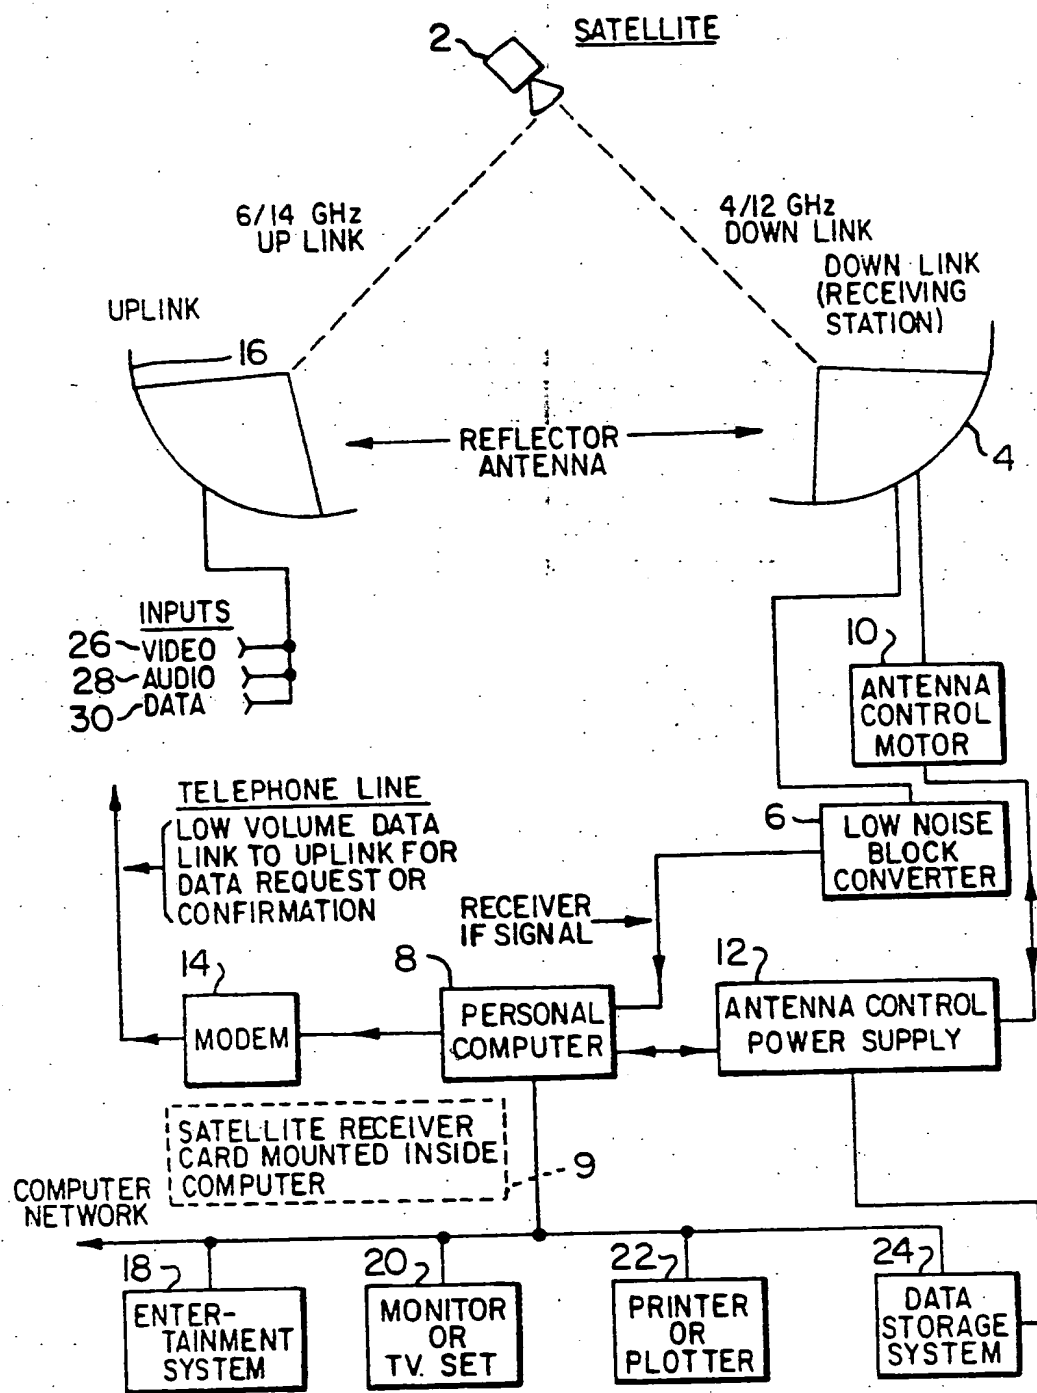 2
SATELLITE
6/14 GHz
UP LINK
4/12 GHz
DOWN LINK
DOWN LINK
(RECEIVING
STATION)
UPLINK
16
REFLECTOR
ANTENNA
4
INPUTS
26 VIDEO
28 AUDIO
30 DATA
10
ANTENNA
CONTROL
MOTOR
TELEPHONE LINE
LOW VOLUME DATA
LINK TO UPLINK FOR
DATA REQUEST OR
CONFIRMATION
6
LOW NOISE
BLOCK
CONVERTER
RECEIVER
IF SIGNAL
14
MODEM
8
PERSONAL
COMPUTER
12
ANTENNA CONTROL
POWER SUPPLY
SATELLITE RECEIVER
CARD MOUNTED INSIDE
COMPUTER
9
COMPUTER
NETWORK
18
ENTER-
TAINMENT
SYSTEM
20
MONITOR
OR
TV. SET
22
PRINTER
OR
PLOTTER
24
DATA
STORAGE
SYSTEM